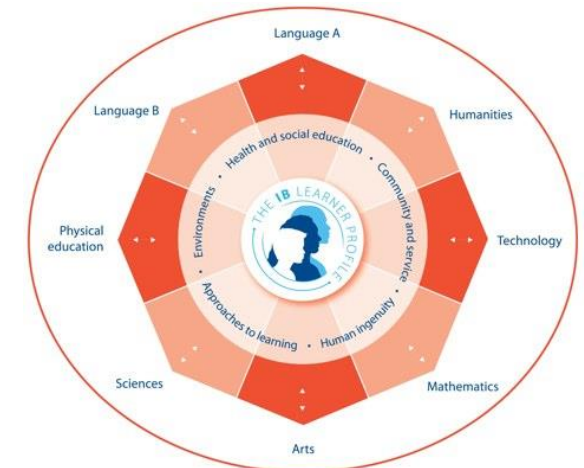 Language A
Language B
Humanities
Health and social education
Community and service
Environments
THE IB LEARNER PROFILE
Physical
education
Technology
Approaches to learning
Human ingenuity
Sciences
Mathematics
Arts